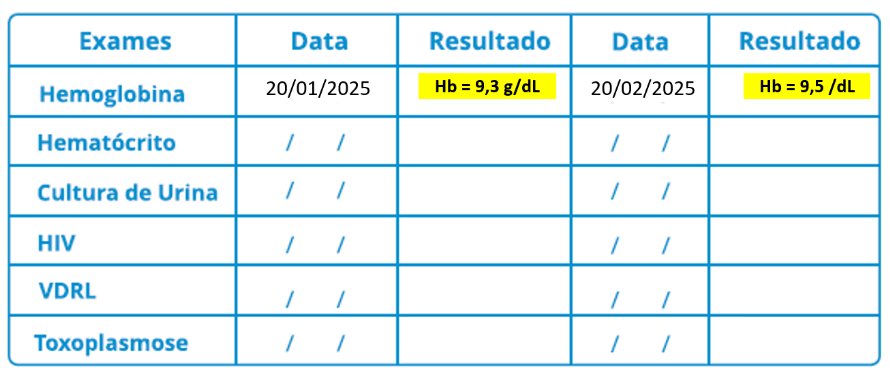 Exames Data Resultado Data Resultado
Hemoglobina 20/01/2025 Hb = 9,3 g/dL 20/02/2025 Hb = 9,5 /dL
Hematócrito / / / /
Cultura de Urina / / / /
HIV / / / /
VDRL / / / /
Toxoplasmose / / / /